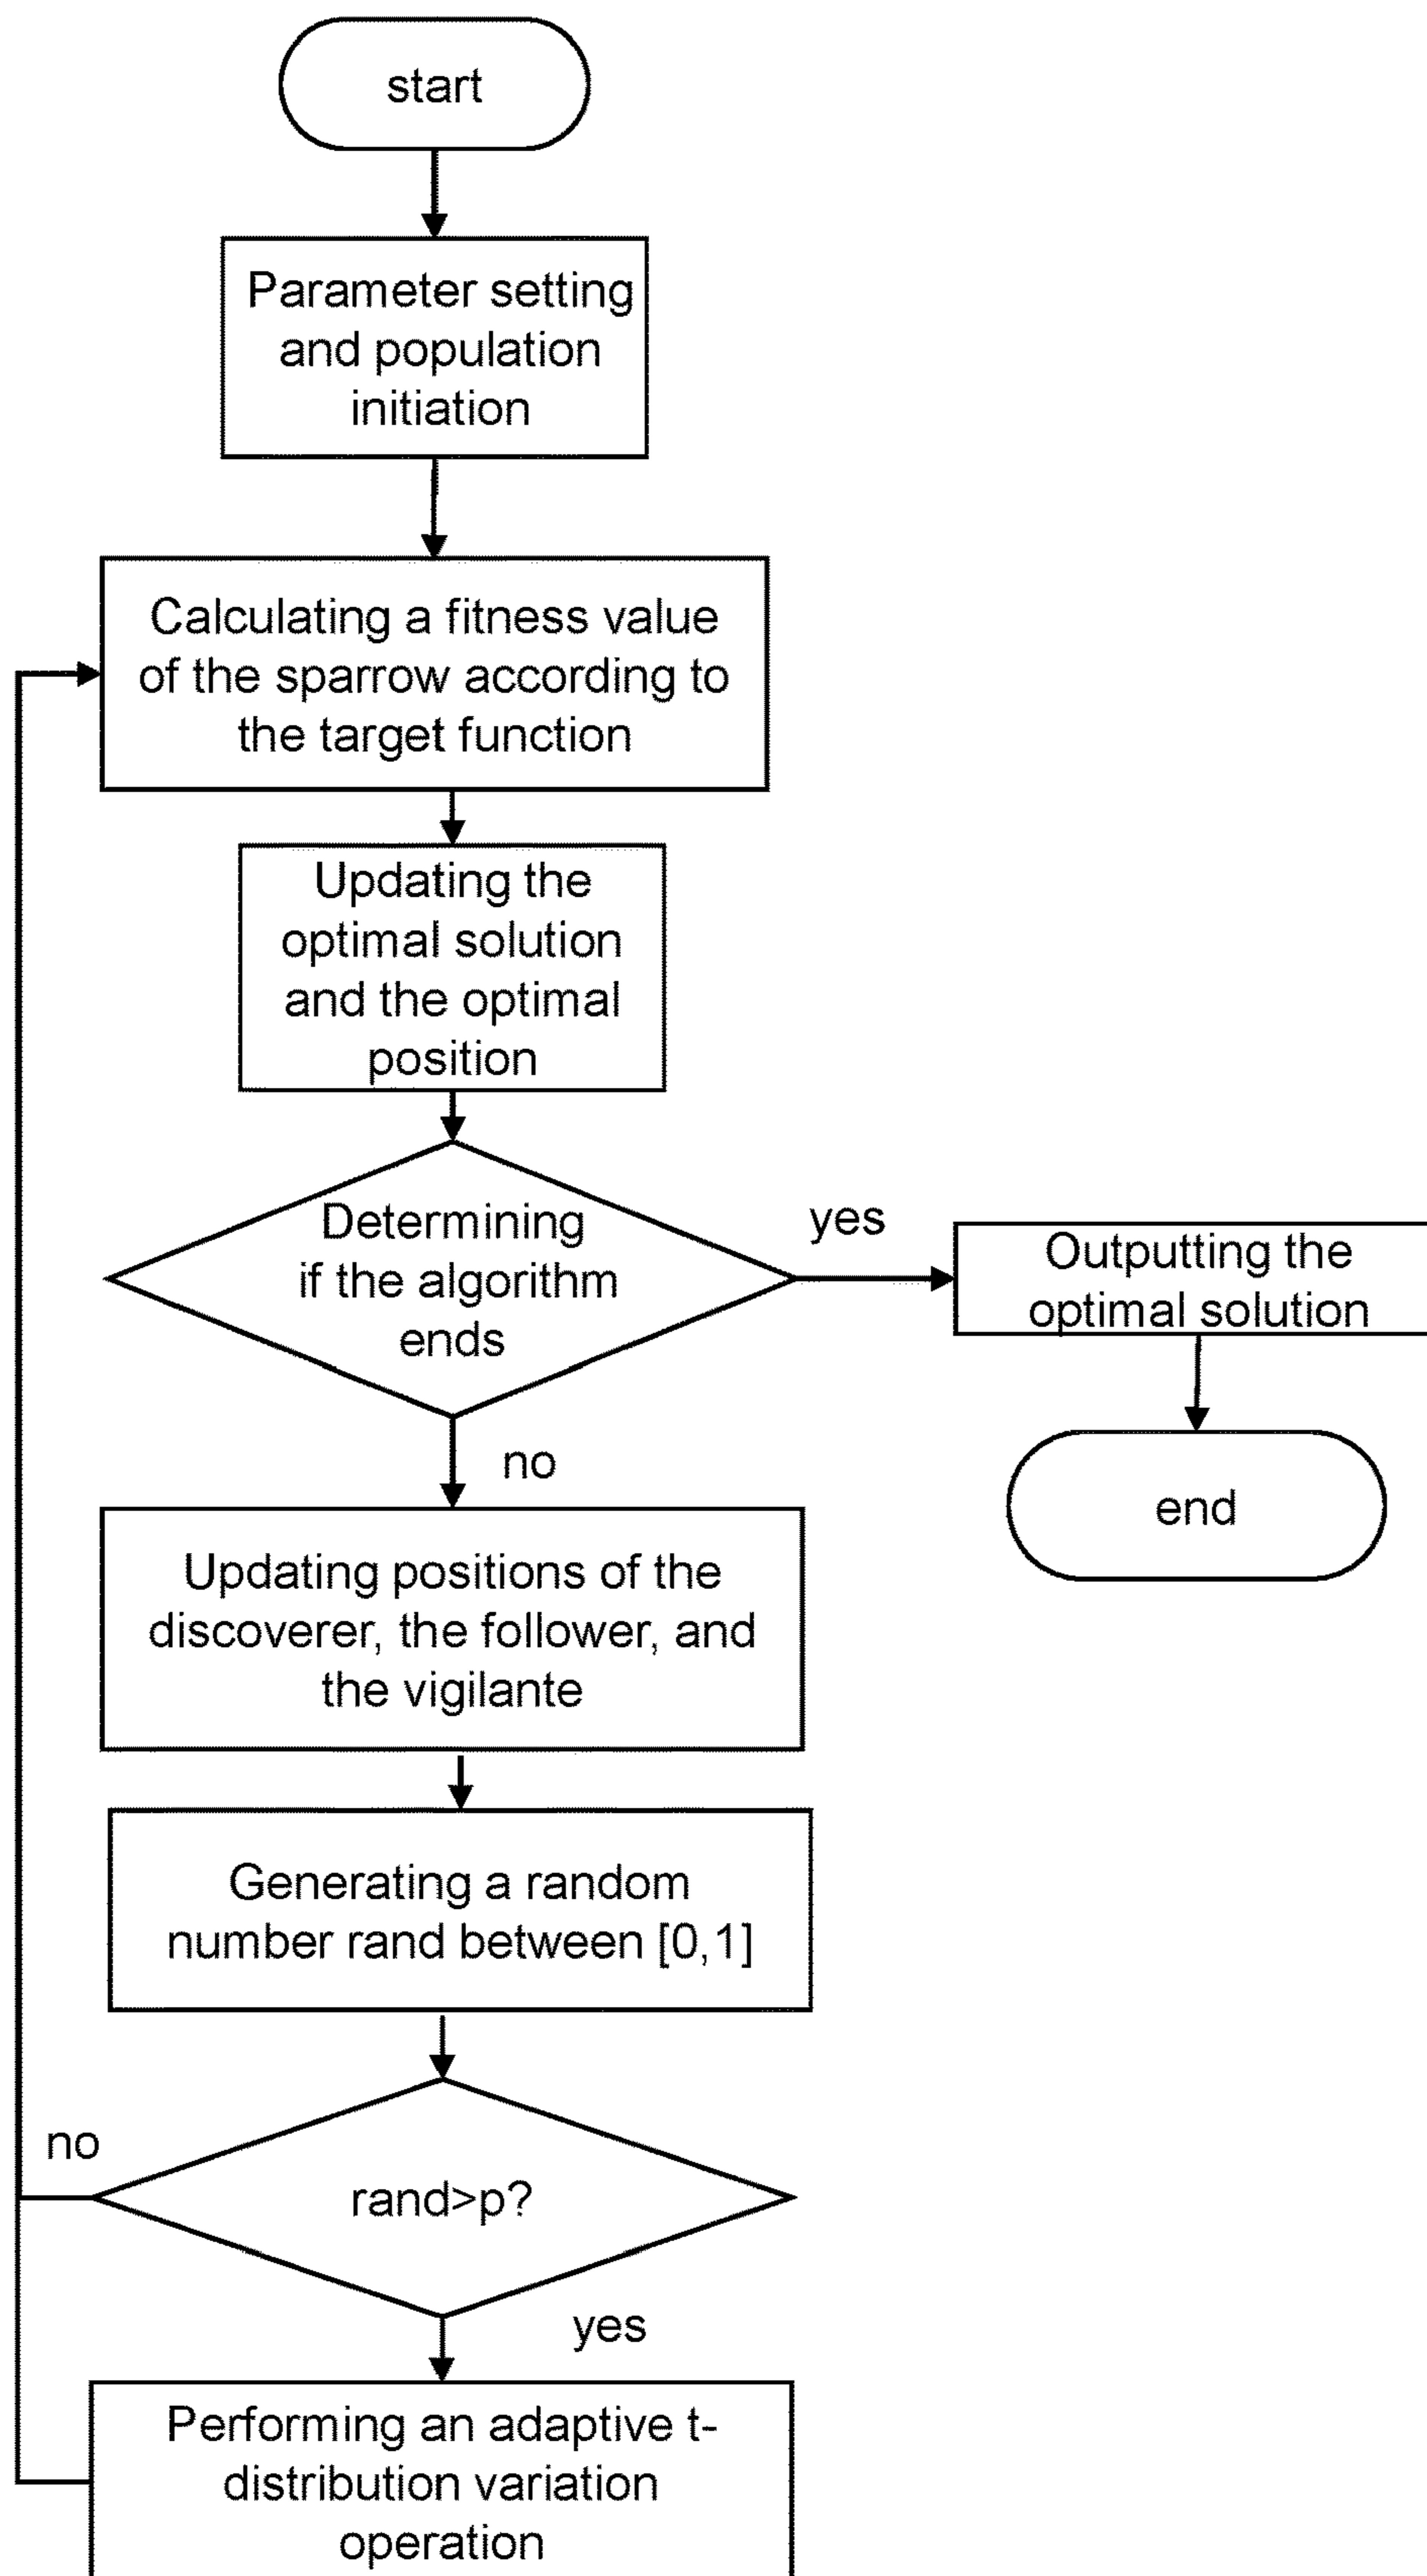 start
Parameter setting
and population
initiation
Calculating a fitness value
of the sparrow according to
the target function
Updating the
optimal solution
and the optimal
position
Determining
if the algorithm
ends
yes
Outputting the
optimal solution
end
no
Updating positions of the
discoverer, the follower, and
the vigilante
Generating a random
number rand between [0,1]
no
rand>p?
yes
Performing an adaptive t-
distribution variation
operation